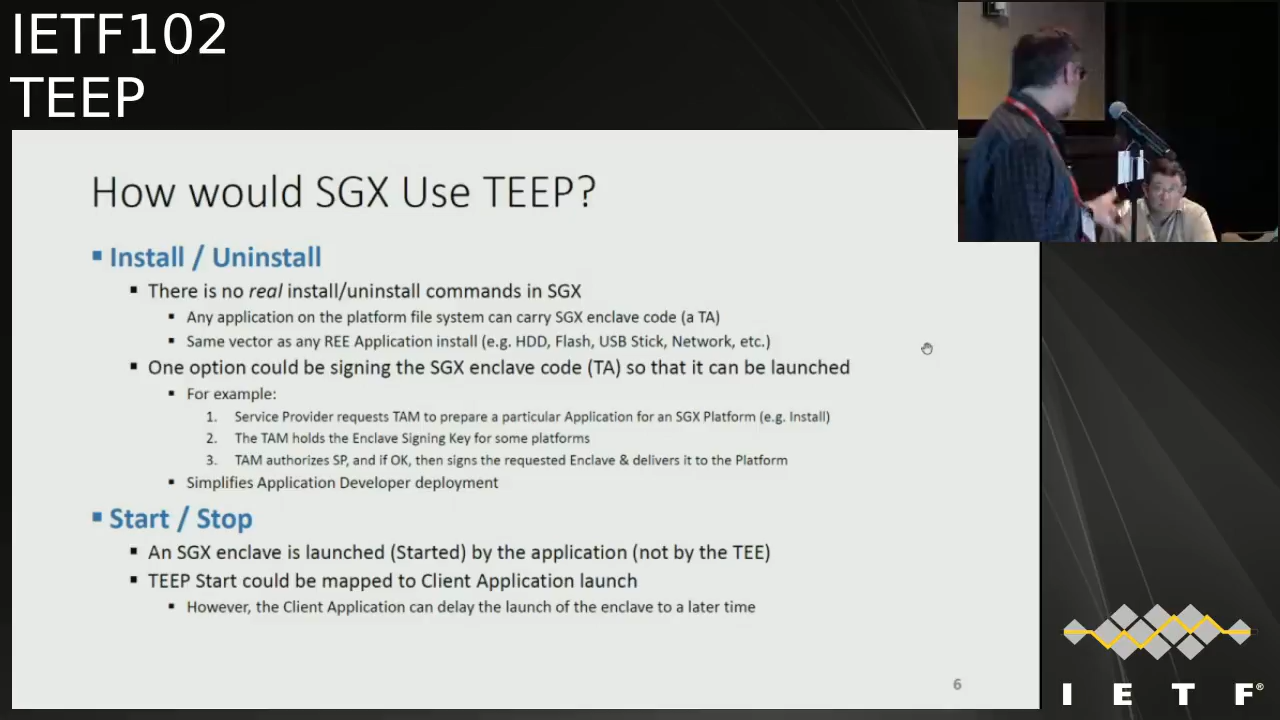 IETF102
TEEP
How would SGX Use TEEP?
Install / Uninstall
There is no real install/uninstall commands in SGX
Any application on the platform file system can carry SGX enclave code (a TA)
Same vector as any REE Application install (e.g. HDD, Flash, USB Stick, Network, etc.)
One option could be signing the SGX enclave code (TA) so that it can be launched
For example:
1. Service Provider requests TAM to prepare a particular Application for an SGX Platform (e.g. Install)
2. The TAM holds the Enclave Signing Key for some platforms
3. TAM authorizes SP, and if OK, then signs the requested Enclave & delivers it to the Platform
Simplifies Application Developer deployment
Start / Stop
An SGX enclave is launched (Started) by the application (not by the TEE)
TEEP Start could be mapped to Client Application launch
However, the Client Application can delay the launch of the enclave to a later time
6
I E T F®